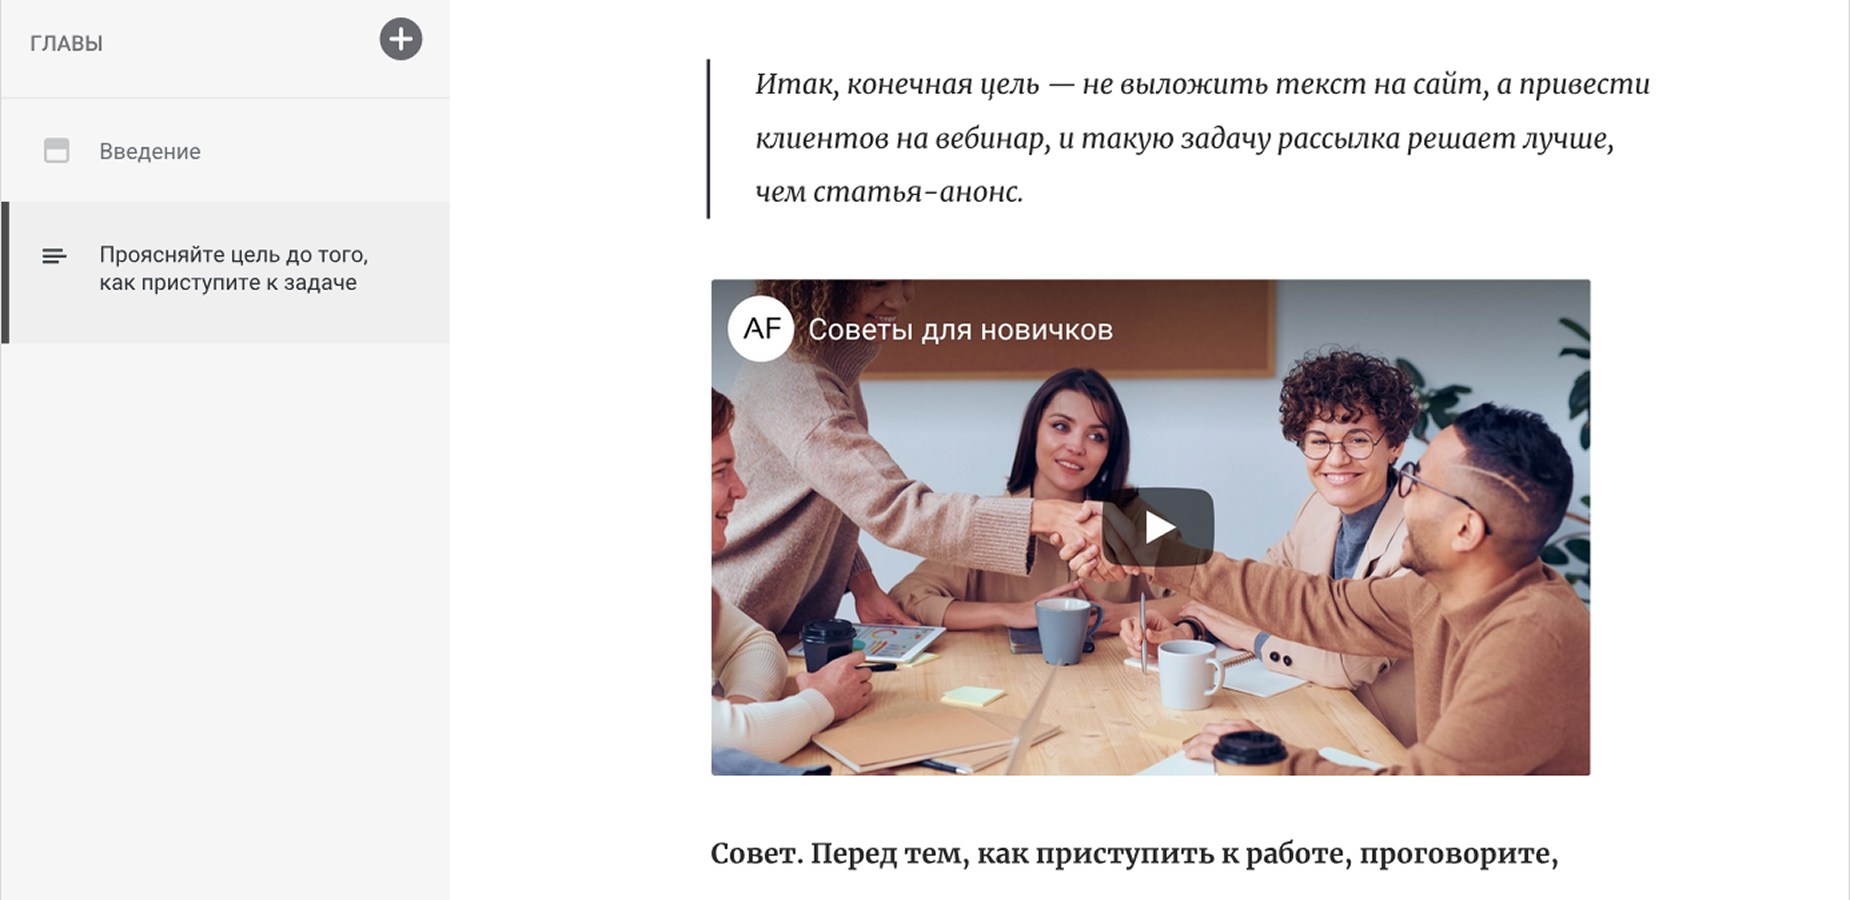 ГЛАВЫ
Введение
Проясняйте цель до того,
как приступите к задаче
Итак, конечная цель — не выложить текст на сайт, а привести
клиентов на вебинар, и такую задачу рассылка решает лучше,
чем статья-анонс.
AF Советы для новичков
Совет. Перед тем, как приступить к работе, проговорите,